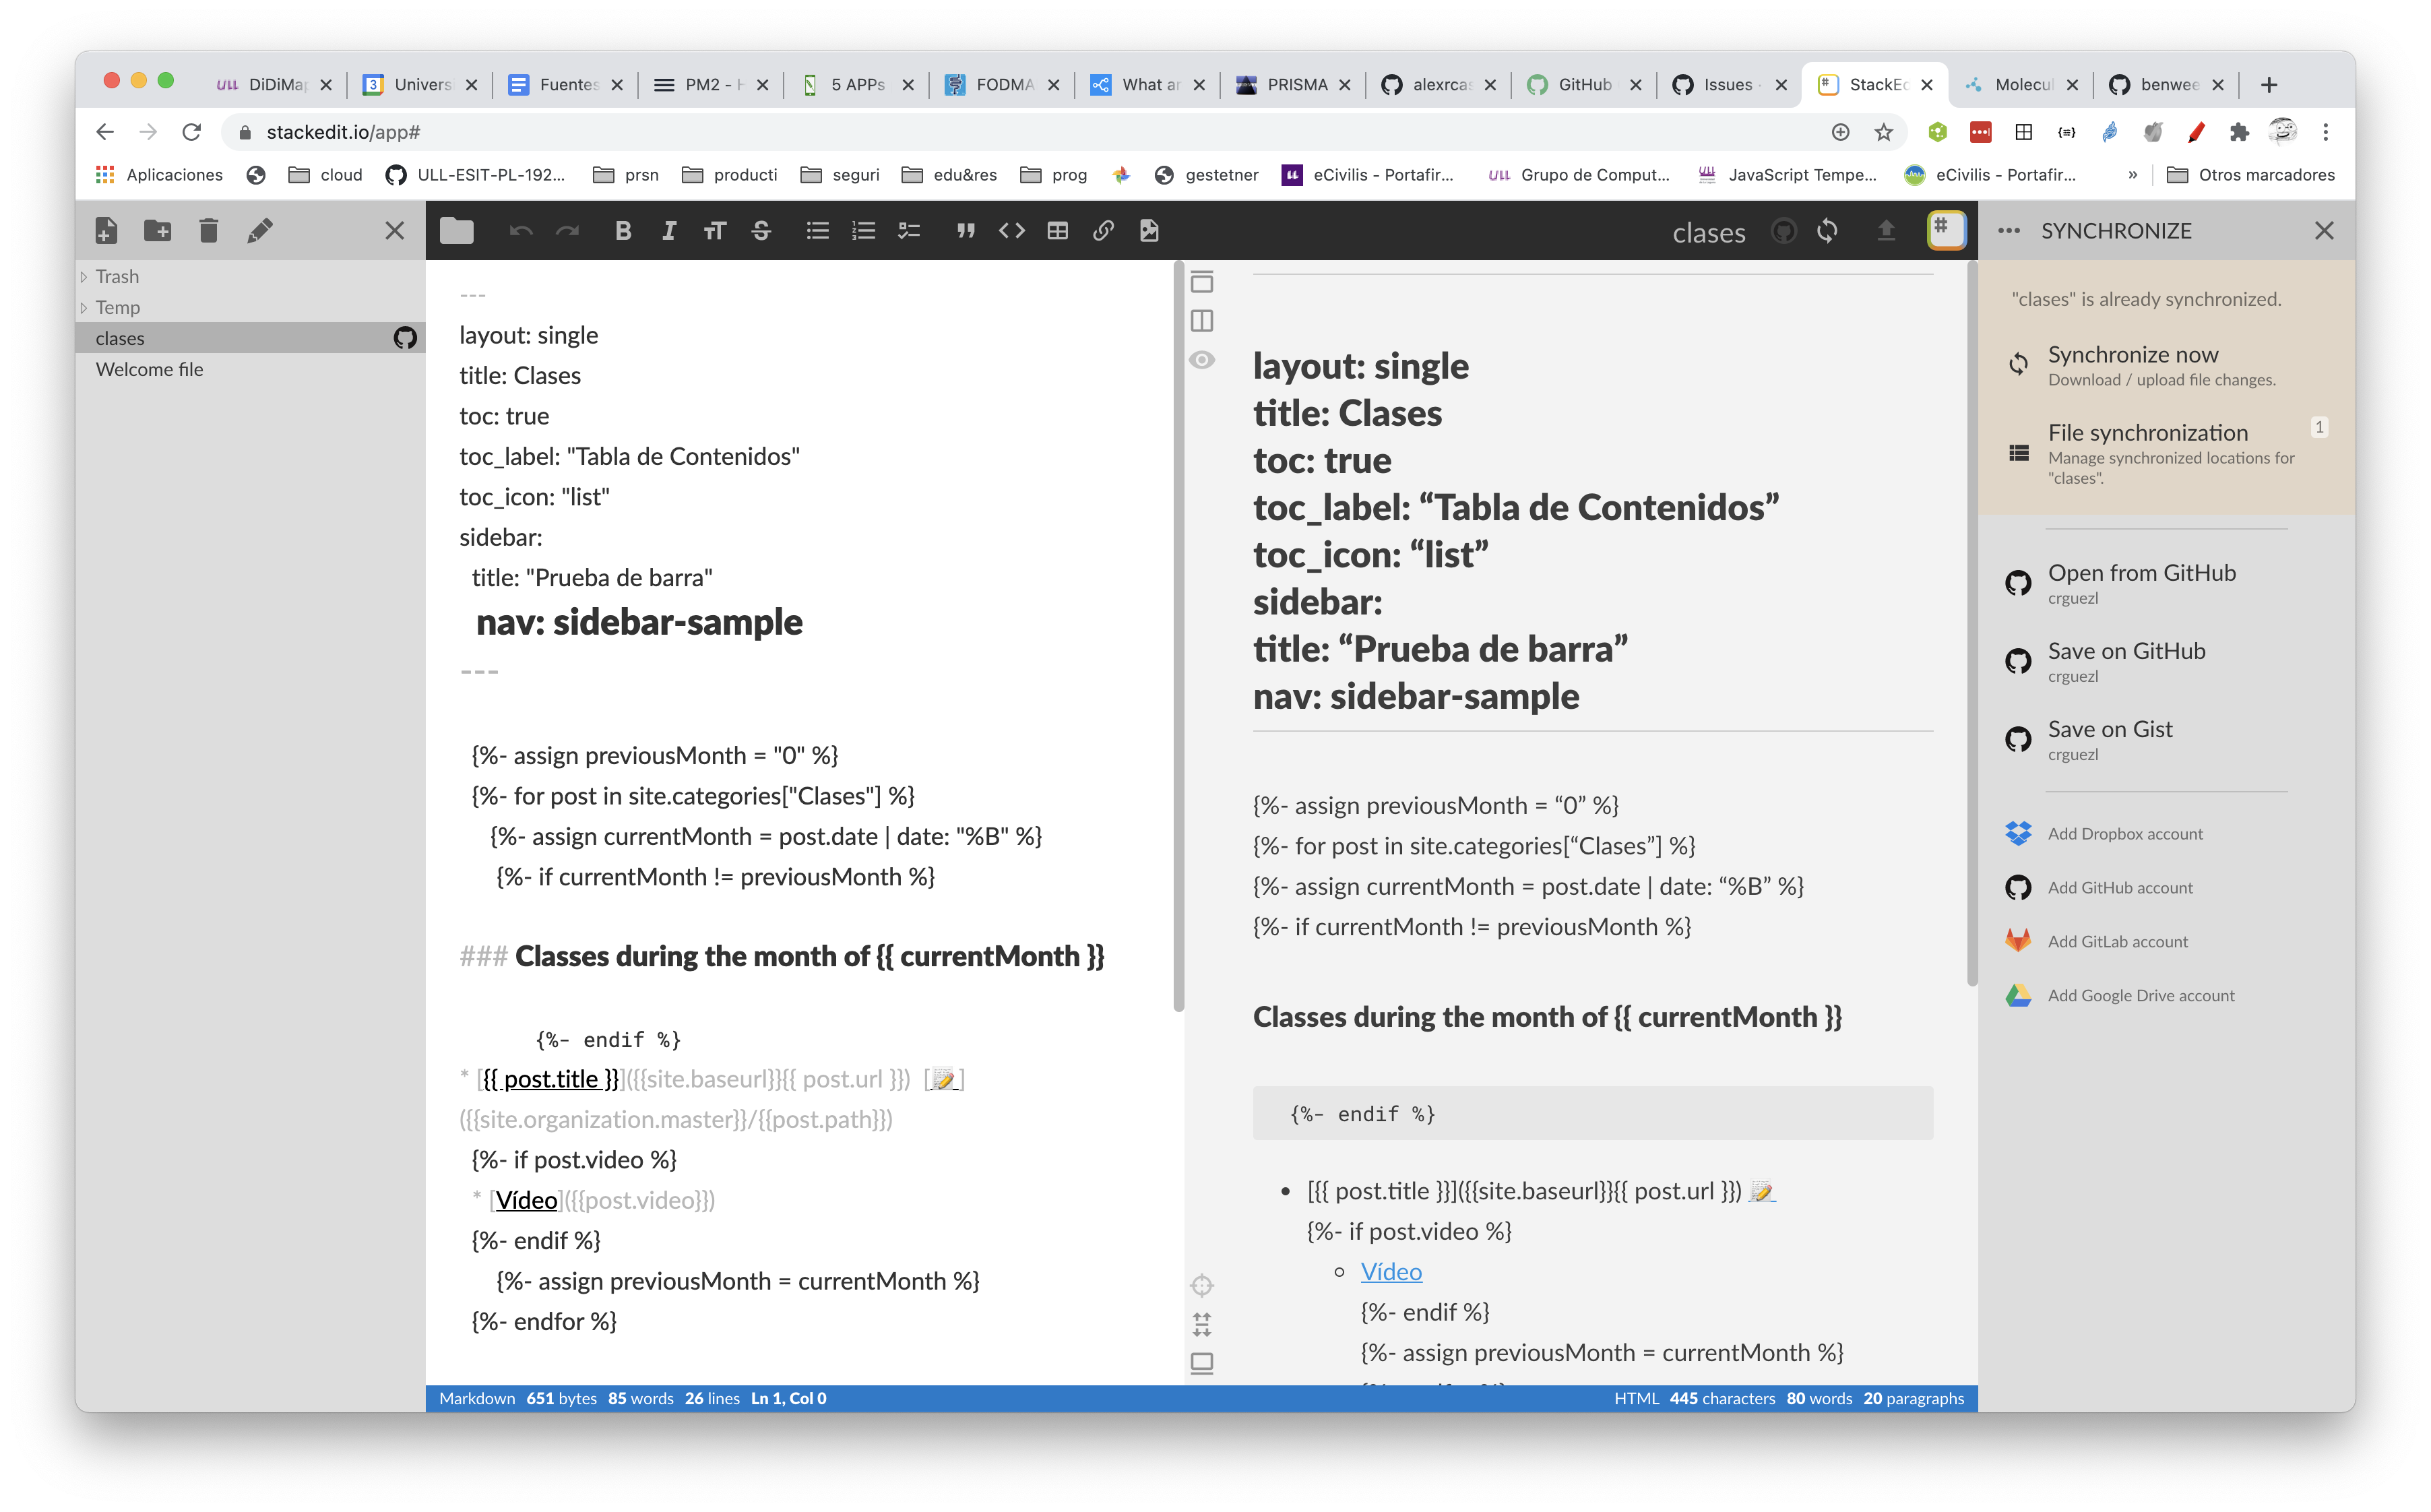 DiDiMap
Univers
Fuentes
PM2 - H
5 APPs
FODMA
What ar
PRISMA
alexrcas
GitHub
Issues ·
StackEd
Molecul
benwee
stackedit.io/app#
Aplicaciones
cloud
ULL-ESIT-PL-192...
prsn
producti
seguri
edu&res
prog
gestetner
eCivilis - Portafir...
ULL Grupo de Comput...
JavaScript Tempe...
eCivilis - Portafir...
»
Otros marcadores
clases
SYNCHRONIZE
Trash
Temp
clases
Welcome file
---
layout: single
title: Clases
toc: true
toc_label: "Tabla de Contenidos"
toc_icon: "list"
sidebar:
title: "Prueba de barra"
nav: sidebar-sample
---
{%- assign previousMonth = "0" %}
{%- for post in site.categories["Clases"] %}
{%- assign currentMonth = post.date | date: "%B" %}
{%- if currentMonth != previousMonth %}
### Classes during the month of {{ currentMonth }}
{%- endif %}
* [{{ post.title }}]({{site.baseurl}}{{ post.url }}) [📝]
({{site.organization.master}}/{{post.path}})
{%- if post.video %}
* [Vídeo]({{post.video}})
{%- endif %}
{%- assign previousMonth = currentMonth %}
{%- endfor %}
layout: single
title: Clases
toc: true
toc_label: “Tabla de Contenidos”
toc_icon: “list”
sidebar:
title: “Prueba de barra”
nav: sidebar-sample
{%- assign previousMonth = “0” %}
{%- for post in site.categories[“Clases”] %}
{%- assign currentMonth = post.date | date: “%B” %}
{%- if currentMonth != previousMonth %}
Classes during the month of {{ currentMonth }}
{%- endif %}
• [{{ post.title }}]({{site.baseurl}}{{ post.url }}) 📝
{%- if post.video %}
Vídeo
{%- endif %}
{%- assign previousMonth = currentMonth %}
"clases" is already synchronized.
Synchronize now
Download / upload file changes.
File synchronization 1
Manage synchronized locations for
"clases".
Open from GitHub
crguezl
Save on GitHub
crguezl
Save on Gist
crguezl
Add Dropbox account
Add GitHub account
Add GitLab account
Add Google Drive account
Markdown 651 bytes 85 words 26 lines Ln 1, Col 0
HTML 445 characters 80 words 20 paragraphs